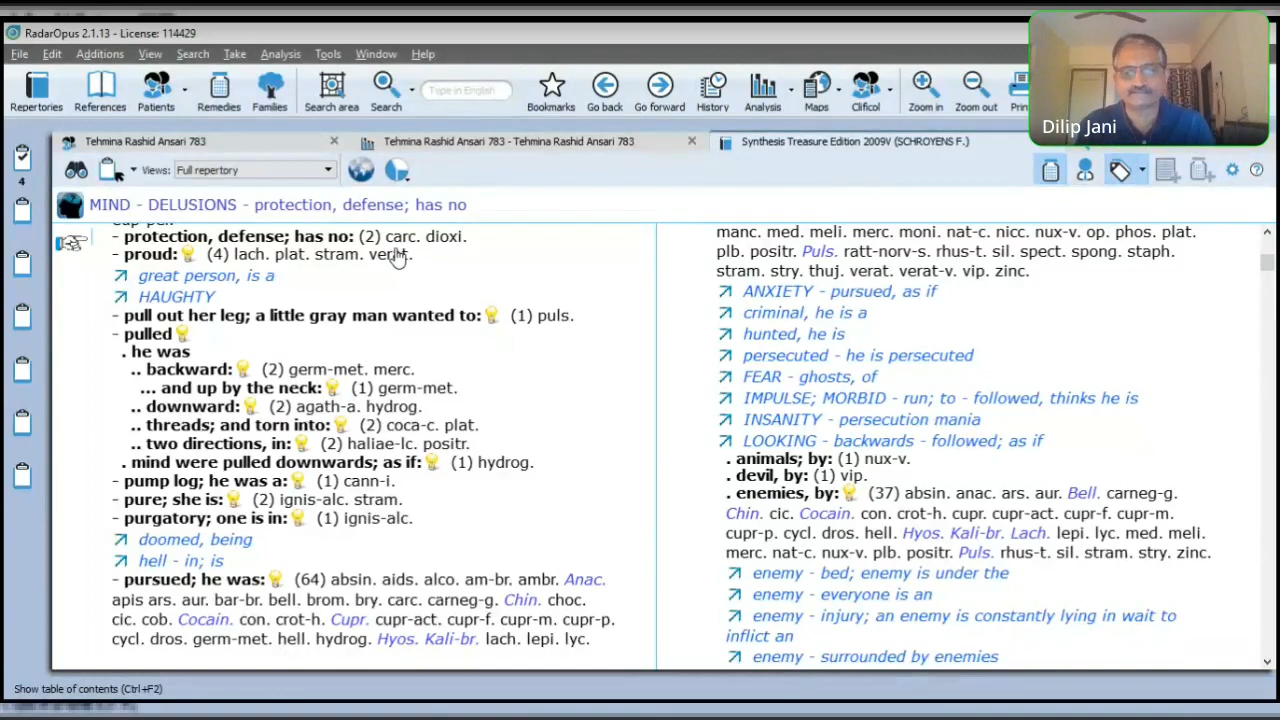 RadarOpus 2.1.13 - License: 114429
File Edit Additions View Search Take Analysis Tools Window Help
Repertories References Patients Remedies Families Search area Search Type in English Bookmarks Go back Go forward History Analysis Maps Clificol Zoom in Zoom out
Dilip Jani
Tehmina Rashid Ansari 783
Tehmina Rashid Ansari 783 - Tehmina Rashid Ansari 783
Synthesis Treasure Edition 2009V (SCHROYENS F.)
4
Views: Full repertory
MIND - DELUSIONS - protection, defense; has no
- protection, defense; has no: (2) carc. dioxi.
- proud: (4) lach. plat. stram.
great person, is a
HAUGHTY
- pull out her leg; a little gray man wanted to: (1) puls.
- pulled
. he was
.. backward: (2) germ-met. merc.
... and up by the neck: (1) germ-met.
.. downward: (2) agath-a. hydrog.
.. threads; and torn into: (2) coca-c. plat.
.. two directions, in: (2) haliae-lc. positr.
. mind were pulled downwards; as if: (1) hydrog.
- pump log; he was a: (1) cann-i.
- pure; she is: (2) ignis-alc. stram.
- purgatory; one is in: (1) ignis-alc.
doomed, being
hell - in; is
- pursued; he was: (64) absin. aids. alco. am-br. ambr. Anac.
apis ars. aur. bar-br. bell. brom. bry. carc. carneg-g. Chin. choc.
cic. cob. Cocain. con. crot-h. Cupr. cupr-act. cupr-f. cupr-m. cupr-p.
cycl. dros. germ-met. hell. hydrog. Hyos. Kali-br. lach. lepi. lyc.
manc. med. meli. merc. moni. nat-c. nicc. nux-v. op. phos. plat.
plb. positr. Puls. ratt-norv-s. rhus-t. sil. spect. spong. staph.
stram. stry. thuj. verat. verat-v. vip. zinc.
ANXIETY - pursued, as if
criminal, he is a
hunted, he is
persecuted - he is persecuted
FEAR - ghosts, of
IMPULSE; MORBID - run; to - followed, thinks he is
INSANITY - persecution mania
LOOKING - backwards - followed; as if
. animals; by: (1) nux-v.
. devil, by: (1) vip.
. enemies, by: (37) absin. anac. ars. aur. Bell. carneg-g.
Chin. cic. Cocain. con. crot-h. cupr. cupr-act. cupr-f. cupr-m.
cupr-p. cycl. dros. hell. Hyos. Kali-br. Lach. lepi. lyc. med. meli.
merc. nat-c. nux-v. plb. positr. Puls. rhus-t. sil. stram. stry. zinc.
enemy - bed; enemy is under the
enemy - everyone is an
enemy - injury; an enemy is constantly lying in wait to
inflict an
enemy - surrounded by enemies
Show table of contents (Ctrl+F2)